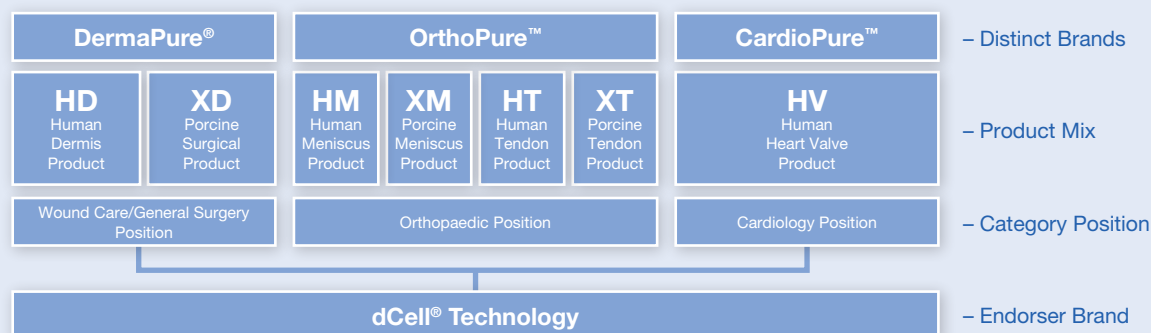 DermaPure®
OrthoPure™
CardioPure™
– Distinct Brands
HD
Human
Dermis
Product
XD
Porcine
Surgical
Product
HM
Human
Meniscus
Product
XM
Porcine
Meniscus
Product
HT
Human
Tendon
Product
XT
Porcine
Tendon
Product
HV
Human
Heart Valve
Product
– Product Mix
Wound Care/General Surgery
Position
Orthopaedic Position
Cardiology Position
– Category Position
dCell® Technology
– Endorser Brand